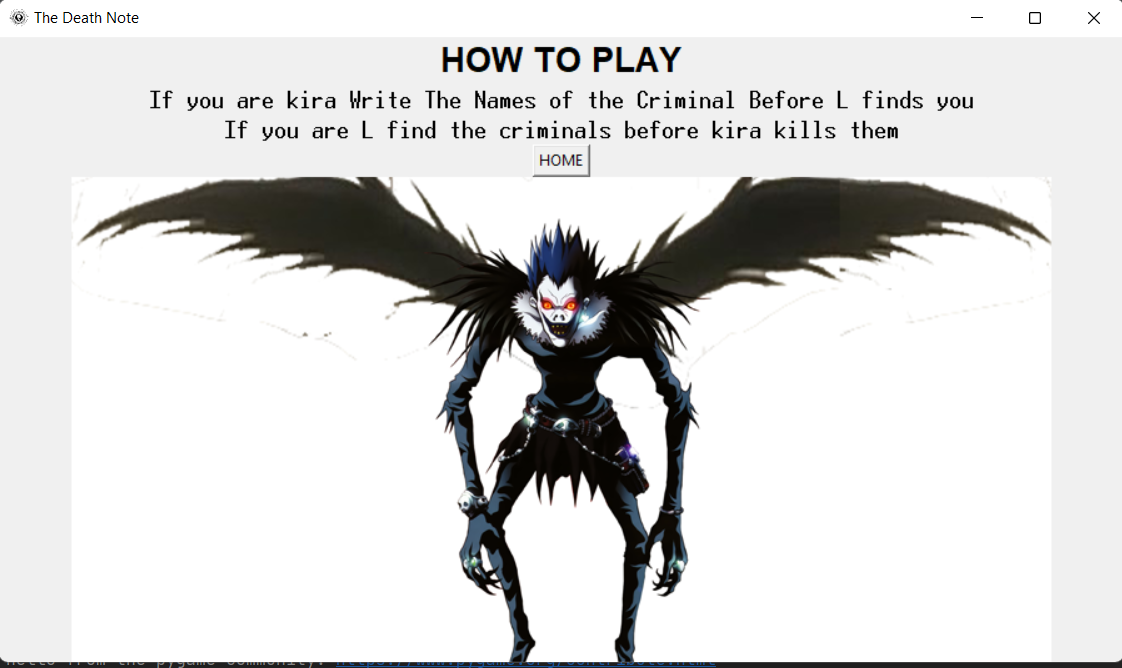 The Death Note
HOW TO PLAY
If you are kira Write The Names of the Criminal Before L finds you
If you are L find the criminals before kira kills them
HOME